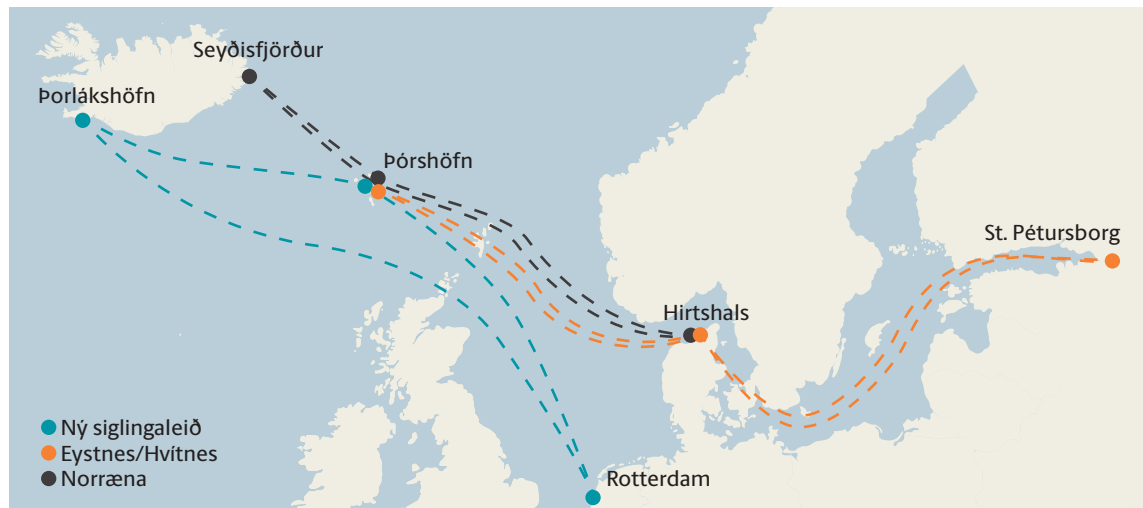 Seyðisfjörður
Þorlákshöfn
Þórshöfn
St. Pétursborg
Hirtshals
Ný siglingaleið
Eystnes/Hvítnes
Norræna
Rotterdam